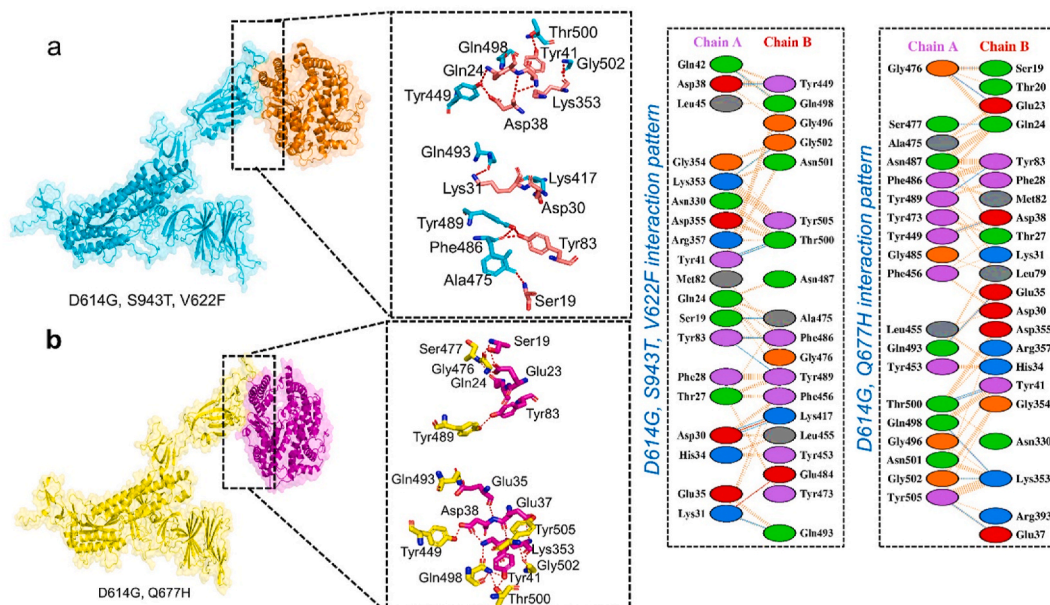 a
Thr500
Gln498
Tyr41
Gln24
Gly502
Tyr449
Lys353
Asp38
Gln493
Lys417
Lys31
Asp30
Tyr489
Phe486
Tyr83
Ala475
Ser19
D614G, S943T, V622F
b
Ser477
Ser19
Gly476
Glu23
Gln24
Tyr83
Tyr489
Gln493
Glu35
Glu37
Asp38
Tyr505
Tyr449
Lys353
Gly502
Gln498
Tyr41
Thr500
D614G, Q677H
D614G, S943T, V622F interaction pattern
Chain A Chain B
Gln42
Asp38 Tyr449
Leu45 Gln498
Gly496
Gly502
Gly354 Asn501
Lys353
Asn330
Asp355 Tyr505
Arg357 Thr500
Tyr41
Met82 Asn487
Gln24
Ser19 Ala475
Tyr83 Phe486
Gly476
Phe28 Tyr489
Thr27 Phe456
Lys417
Asp30 Leu455
His34 Tyr453
Glu484
Glu35 Tyr473
Lys31
Gln493
D614G, Q677H interaction pattern
Chain A Chain B
Gly476 Ser19
Thr20
Glu23
Ser477 Gln24
Ala475
Asn487 Tyr83
Phe486 Phe28
Tyr489 Met82
Tyr473 Asp38
Tyr449 Thr27
Gly485 Lys31
Phe456 Leu79
Glu35
Asp30
Leu455 Asp355
Gln493 Arg357
Tyr453 His34
Tyr41
Thr500 Gly354
Gln498
Gly496 Asn330
Asn501
Gly502 Lys353
Tyr505
Arg393
Glu37